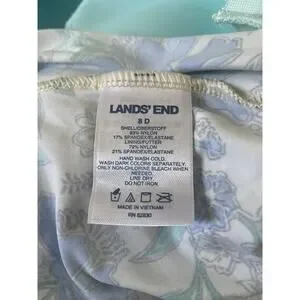 LANDS' END
8 D
SHELL/OBERSTOFF
83% NYLON
17% SPANDEX/ELASTANE
LINING/FUTTER
79% NYLON
21% SPANDEX/ELASTANE
HAND WASH COLD.
WASH DARK COLORS SEPARATELY.
ONLY NON-CHLORINE BLEACH WHEN
NEEDED.
LINE DRY.
DO NOT IRON
MADE IN VIETNAM
RN 62830